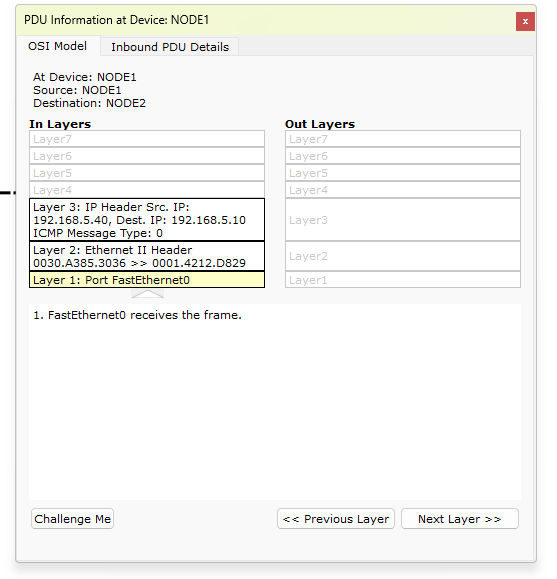 PDU Information at Device: NODE1
x
OSI Model
Inbound PDU Details
At Device: NODE1
Source: NODE1
Destination: NODE2
In Layers
Layer7
Layer6
Layer5
Layer4
Layer 3: IP Header Src. IP:
192.168.5.40, Dest. IP: 192.168.5.10
ICMP Message Type: 0
Layer 2: Ethernet II Header
0030.A385.3036 >> 0001.4212.D829
Layer 1: Port FastEthernet0
Out Layers
Layer7
Layer6
Layer5
Layer4
Layer3
Layer2
Layer1
1. FastEthernet0 receives the frame.
Challenge Me
<< Previous Layer
Next Layer >>